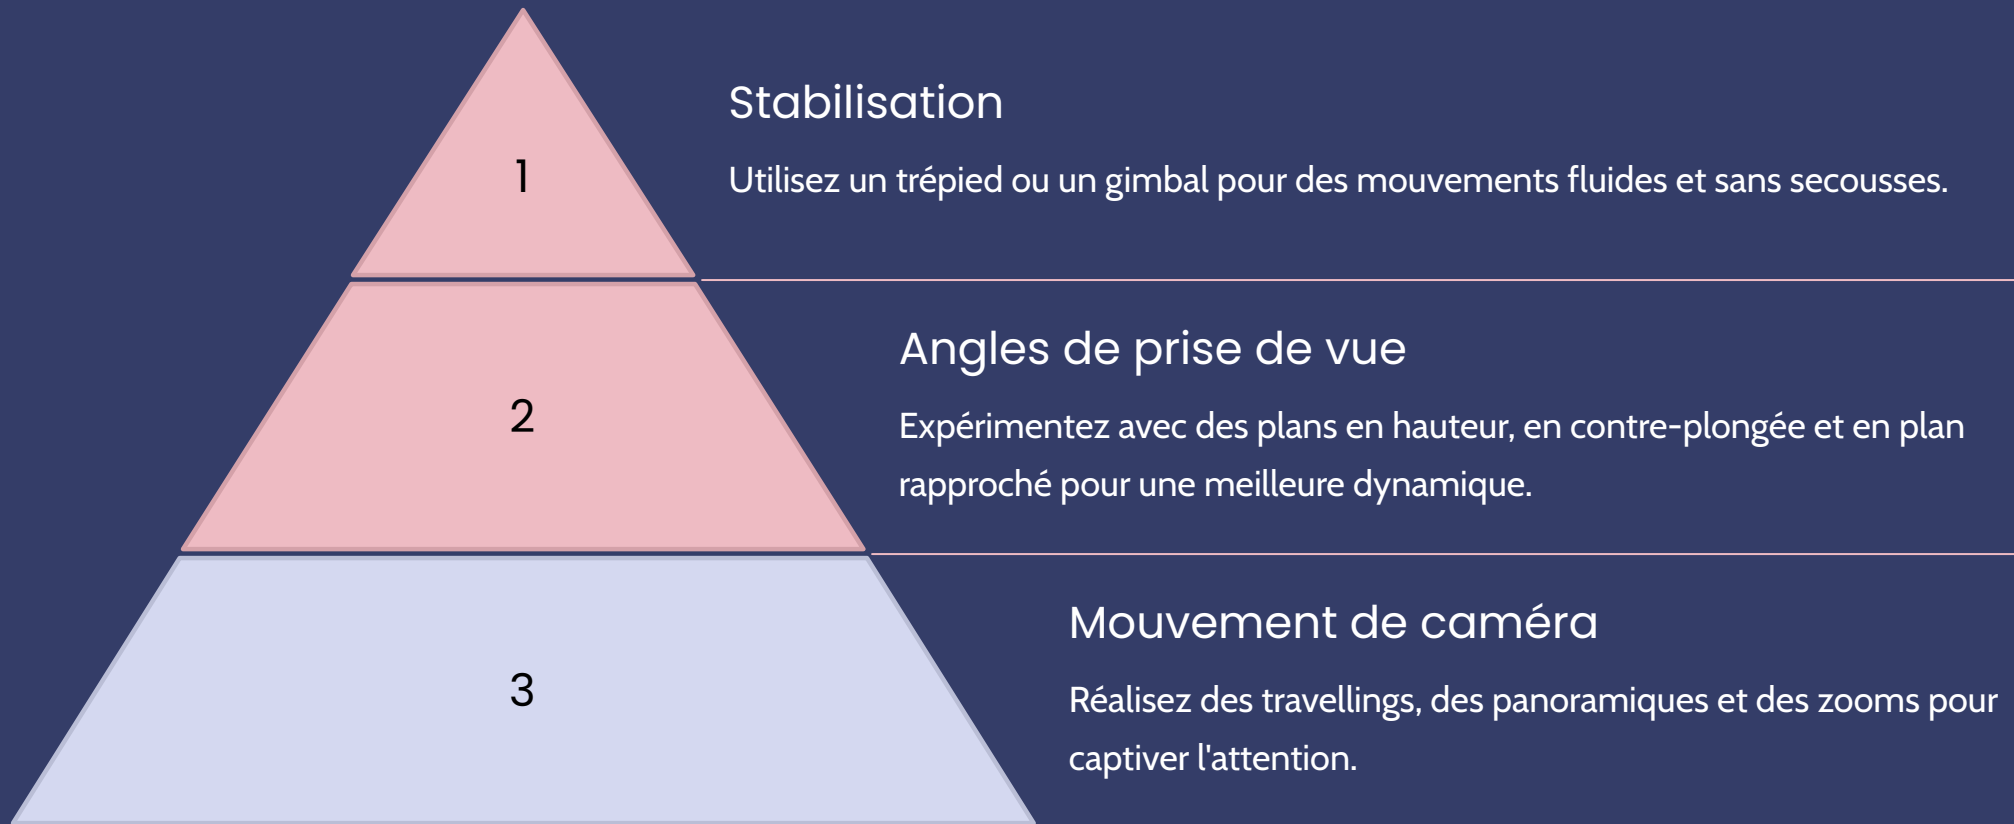 1
Stabilisation
Utilisez un trépied ou un gimbal pour des mouvements fluides et sans secousses.
2
Angles de prise de vue
Expérimentez avec des plans en hauteur, en contre-plongée et en plan
rapproché pour une meilleure dynamique.
3
Mouvement de caméra
Réalisez des travellings, des panoramiques et des zooms pour
captiver l'attention.